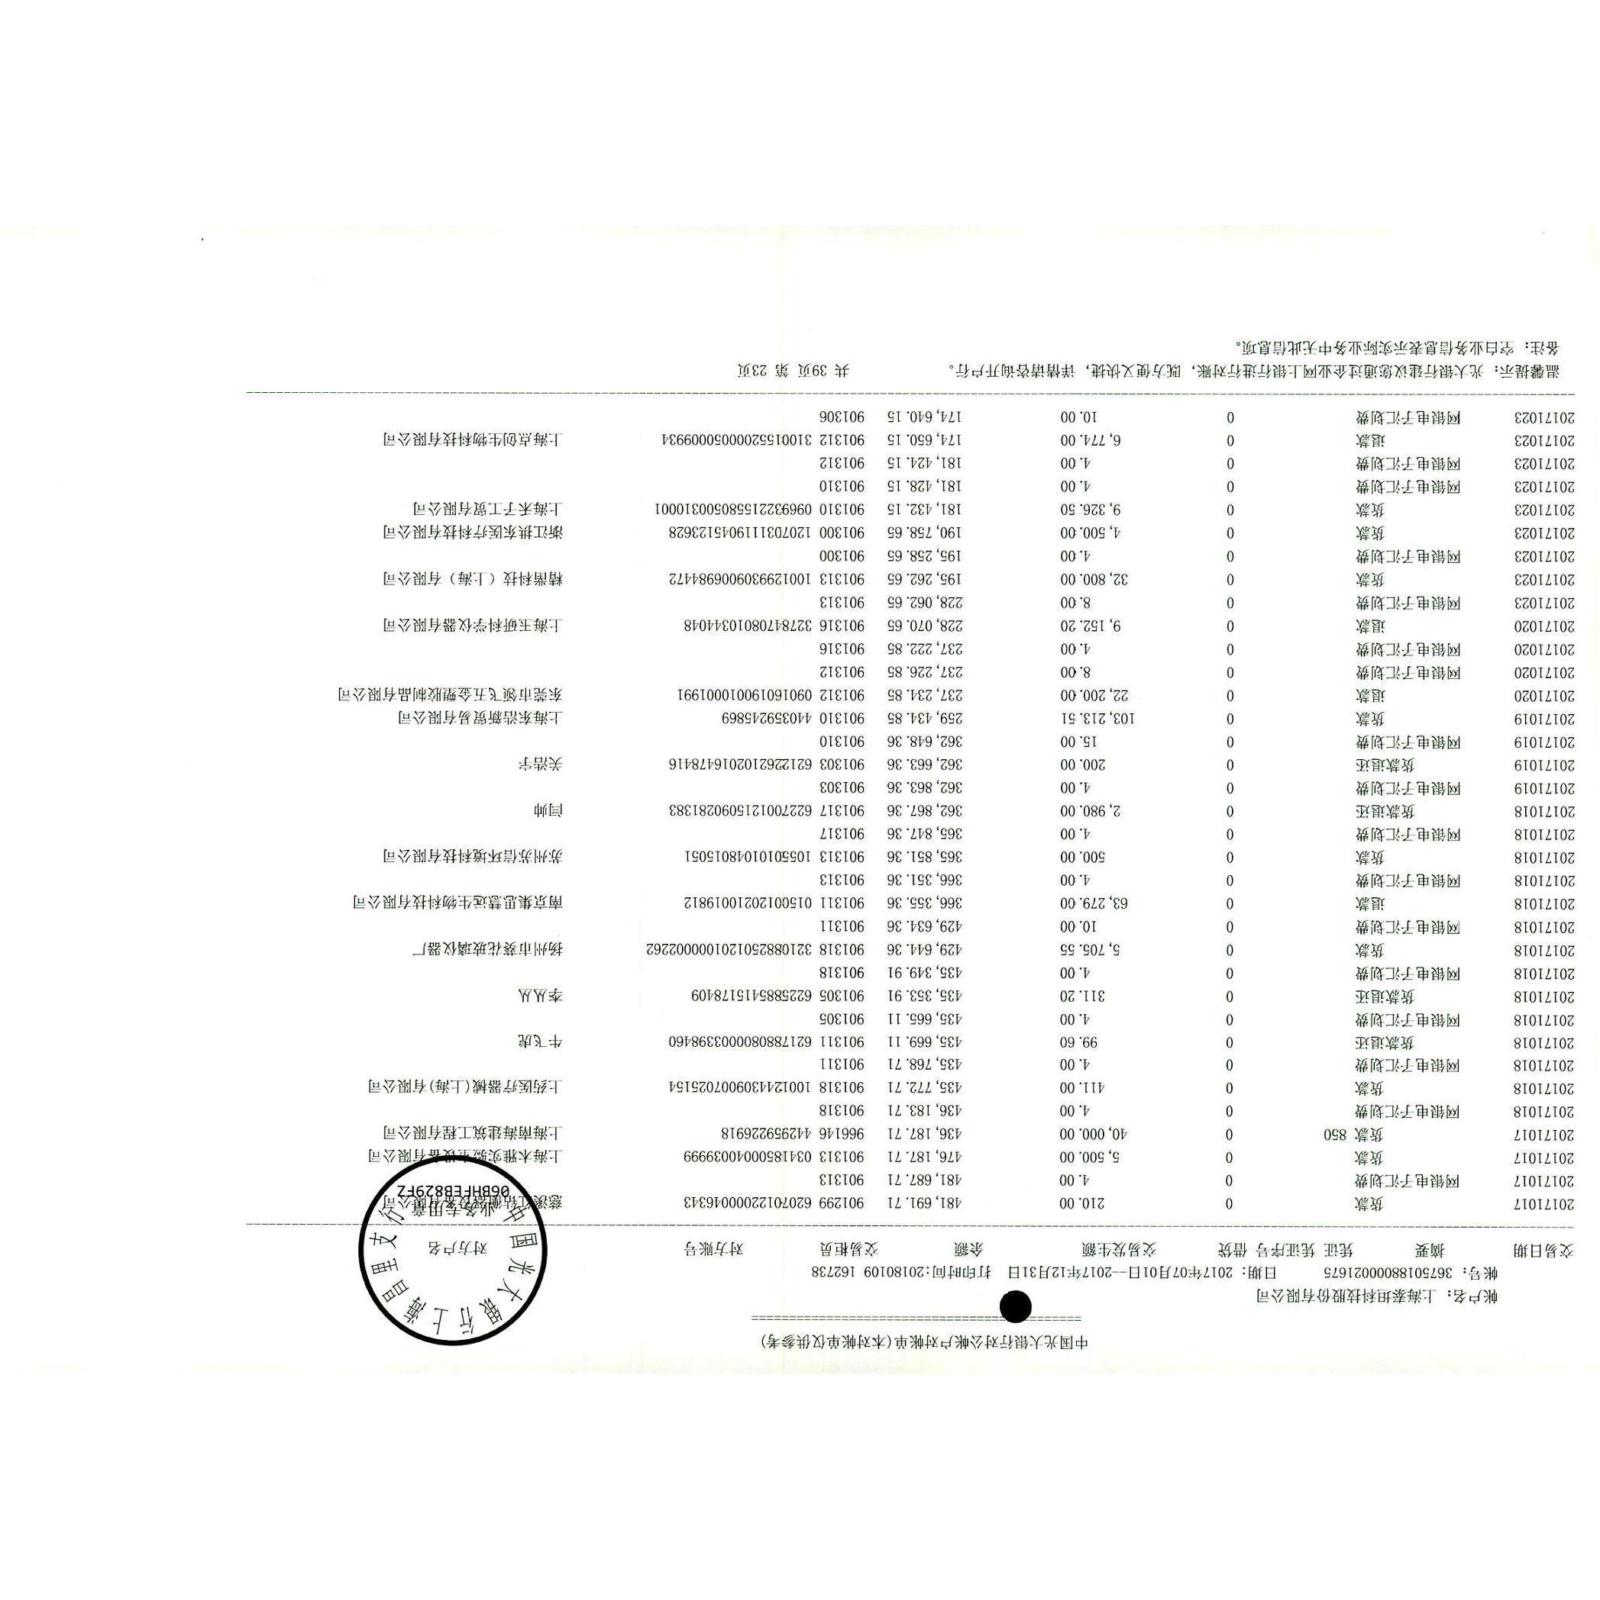 中国光大银行对公帐户对帐单(本对帐单仅供参考)
帐户名: 上海泰坦科技股份有限公司
帐号: 36750188000021675 日期: 2017年07月01日--2017年12月31日 打印时间:20180109 162738
交易日期 摘要 凭证 凭证序号 借贷 交易发生额 余额 交易柜员 对方账号 对方户名
20171017 货款 0 210.00 481,691.71 901299 6207012200046343
20171017 网银电子汇划费 0 4.00 481,687.71 901313
20171017 货款 0 5,500.00 476,187.71 901313 03418500040039999 上海木雅实验室设备有限公司
20171017 货款 850 0 40,000.00 436,187.71 966146 442959226918 上海南海建筑工程有限公司
20171018 网银电子汇划费 0 4.00 436,183.71 901318
20171018 货款 0 411.00 435,772.71 901318 1001244309007025154 上药医疗器械(上海)有限公司
20171018 网银电子汇划费 0 4.00 435,768.71 901311
20171018 货款退还 0 99.60 435,669.11 901311 6217880800003398460 牛飞虎
20171018 网银电子汇划费 0 4.00 435,665.11 901305
20171018 货款退还 0 311.20 435,353.91 901305 6225885415178409 李丛丛
20171018 网银电子汇划费 0 4.00 435,349.91 901318
20171018 货款 0 5,705.55 429,644.36 901318 3210882501201000002262 扬州市葵花玻璃仪器厂
20171018 网银电子汇划费 0 10.00 429,634.36 901311
20171018 退款 0 63,279.00 366,355.36 901311 01500120210019812 南京集思慧远生物科技有限公司
20171018 网银电子汇划费 0 4.00 366,351.36 901313
20171018 货款 0 500.00 365,851.36 901313 10550101048015051 苏州苏信环境科技有限公司
20171018 网银电子汇划费 0 4.00 365,847.36 901317
20171018 货款退还 0 2,980.00 362,867.36 901317 6227001215090281383 闫帅
20171019 网银电子汇划费 0 4.00 362,863.36 901303
20171019 货款退还 0 200.00 362,663.36 901303 6212262102016478416 关浩宇
20171019 网银电子汇划费 0 15.00 362,648.36 901310
20171019 货款 0 103,213.51 259,434.85 901310 440359245869 上海东浩新贸易有限公司
20171020 退款 0 22,200.00 237,234.85 901312 090160190010001991 东莞市领飞五金塑胶制品有限公司
20171020 网银电子汇划费 0 8.00 237,226.85 901312
20171020 网银电子汇划费 0 4.00 237,222.85 901316
20171020 退款 0 9,152.20 228,070.65 901316 32784708010344048 上海玉研科学仪器有限公司
20171023 网银电子汇划费 0 8.00 228,062.65 901313
20171023 货款 0 32,800.00 195,262.65 901313 1001299309006984472 精凿科技（上海）有限公司
20171023 网银电子汇划费 0 4.00 195,258.65 901300
20171023 货款 0 4,500.00 190,758.65 901300 1207031119045123628 浙江拱东医疗科技有限公司
20171023 货款 0 9,326.50 181,432.15 901310 096932215580500310001 上海禾子工贸有限公司
20171023 网银电子汇划费 0 4.00 181,428.15 901310
20171023 网银电子汇划费 0 4.00 181,424.15 901312
20171023 退款 0 6,774.00 174,650.15 901312 31001552000050009934 上海点创生物科技有限公司
20171023 网银电子汇划费 0 10.00 174,640.15 901306
温馨提示: 光大银行建议您通过企业网上银行进行对账, 既方便又快捷, 详情请咨询开户行。 共 39页 第 23页
备注: 空白业务信息表示实际业务中无此信息项。
中国光大银行上海昌里支行
业务专用章
06BHFEB829FZ